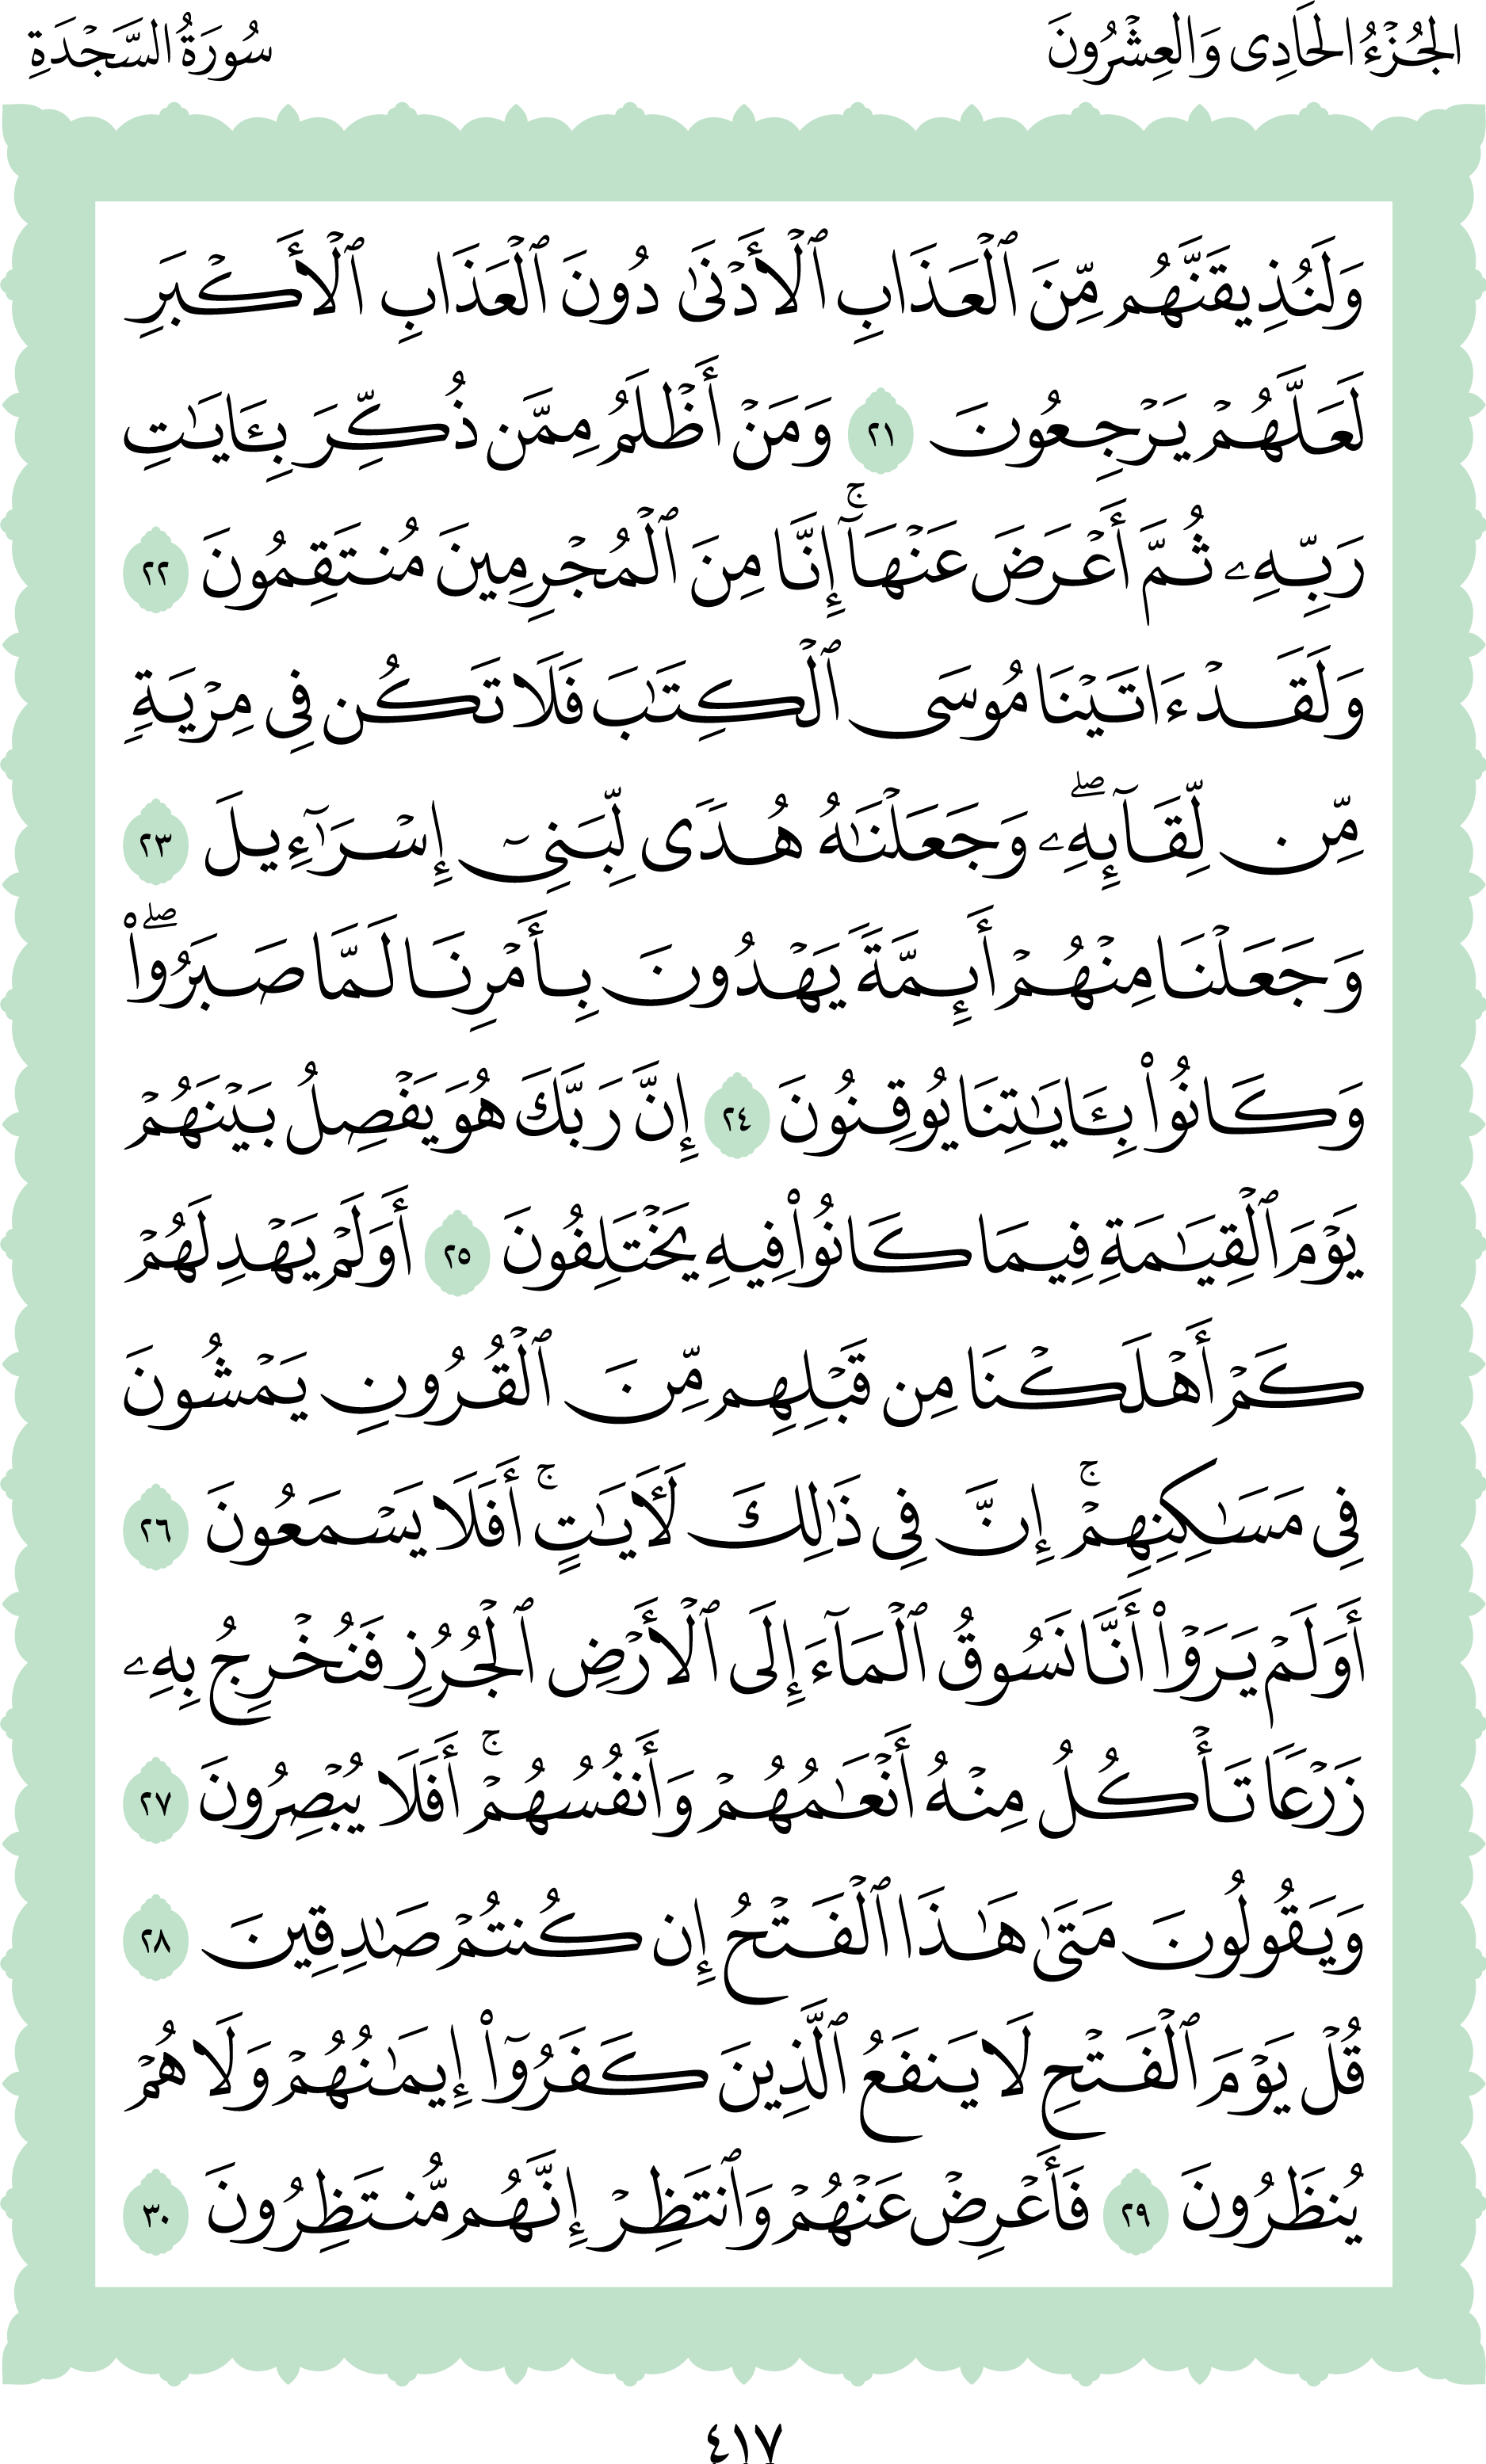 الجُزْءُ الحَادِى وَالعِشْرُونَ
سُورَةُ السَّجْدَةِ
وَلَنُذِيقَنَّهُم مِّنَ ٱلْعَذَابِ ٱلْأَدْنَىٰ دُونَ ٱلْعَذَابِ ٱلْأَكْبَرِ
لَعَلَّهُمْ يَرْجِعُونَ ٢١ وَمَنْ أَظْلَمُ مِمَّن ذُكِّرَ بِـَٔايَـٰتِ
رَبِّهِۦ ثُمَّ أَعْرَضَ عَنْهَآ ۚ إِنَّا مِنَ ٱلْمُجْرِمِينَ مُنتَقِمُونَ ٢٢
وَلَقَدْ ءَاتَيْنَا مُوسَى ٱلْكِتَـٰبَ فَلَا تَكُن فِى مِرْيَةٍ
مِّن لِّقَآئِهِۦ ۖ وَجَعَلْنَـٰهُ هُدًى لِّبَنِىٓ إِسْرَٰٓءِيلَ ٢٣
وَجَعَلْنَا مِنْهُمْ أَئِمَّةً يَهْدُونَ بِأَمْرِنَا لَمَّا صَبَرُوا۟ ۖ
وَكَانُوا۟ بِـَٔايَـٰتِنَا يُوقِنُونَ ٢٤ إِنَّ رَبَّكَ هُوَ يَفْصِلُ بَيْنَهُمْ
يَوْمَ ٱلْقِيَـٰمَةِ فِيمَا كَانُوا۟ فِيهِ يَخْتَلِفُونَ ٢٥ أَوَلَمْ يَهْدِ لَهُمْ
كَمْ أَهْلَكْنَا مِن قَبْلِهِم مِّنَ ٱلْقُرُونِ يَمْشُونَ
فِى مَسَـٰكِنِهِمْ ۚ إِنَّ فِى ذَٰلِكَ لَـَٔايَـٰتٍ ۚ أَفَلَا يَسْمَعُونَ ٢٦
أَوَلَمْ يَرَوْا۟ أَنَّا نَسُوقُ ٱلْمَآءَ إِلَى ٱلْأَرْضِ ٱلْجُرُزِ فَنُخْرِجُ بِهِۦ
زَرْعًا تَأْكُلُ مِنْهُ أَنْعَـٰمُهُمْ وَأَنفُسُهُمْ ۚ أَفَلَا يُبْصِرُونَ ٢٧
وَيَقُولُونَ مَتَىٰ هَـٰذَا ٱلْفَتْحُ إِن كُنتُمْ صَـٰدِقِينَ ٢٨
قُلْ يَوْمَ ٱلْفَتْحِ لَا يَنفَعُ ٱلَّذِينَ كَفَرُوٓا۟ إِيمَـٰنُهُمْ وَلَا هُمْ
يُنظَرُونَ ٢٩ فَأَعْرِضْ عَنْهُمْ وَٱنتَظِرْ إِنَّهُم مُّنتَظِرُونَ ٣٠
٤١٧